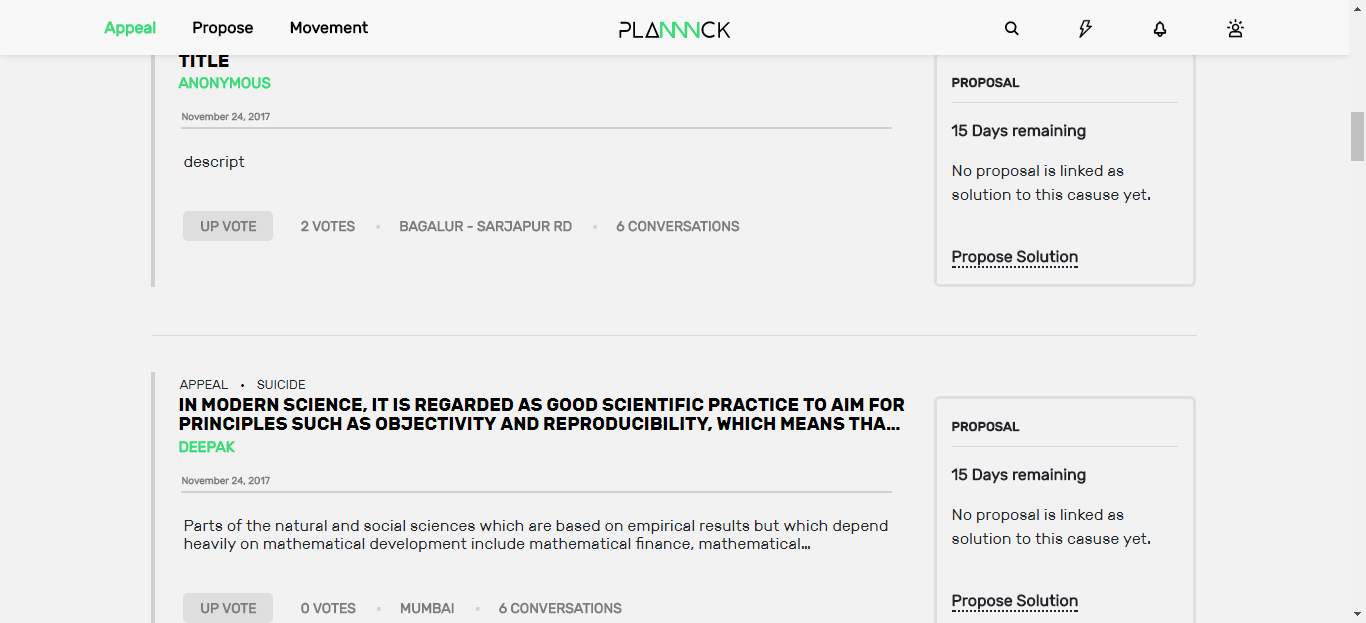 Appeal Propose Movement PLANNNCK
TITLE
ANONYMOUS
November 24, 2017
descript
UP VOTE 2 VOTES • BAGALUR - SARJAPUR RD • 6 CONVERSATIONS
PROPOSAL
15 Days remaining
No proposal is linked as
solution to this casuse yet.
Propose Solution
APPEAL • SUICIDE
IN MODERN SCIENCE, IT IS REGARDED AS GOOD SCIENTIFIC PRACTICE TO AIM FOR
PRINCIPLES SUCH AS OBJECTIVITY AND REPRODUCIBILITY, WHICH MEANS THA...
DEEPAK
November 24, 2017
Parts of the natural and social sciences which are based on empirical results but which depend
heavily on mathematical development include mathematical finance, mathematical...
UP VOTE 0 VOTES • MUMBAI • 6 CONVERSATIONS
PROPOSAL
15 Days remaining
No proposal is linked as
solution to this casuse yet.
Propose Solution